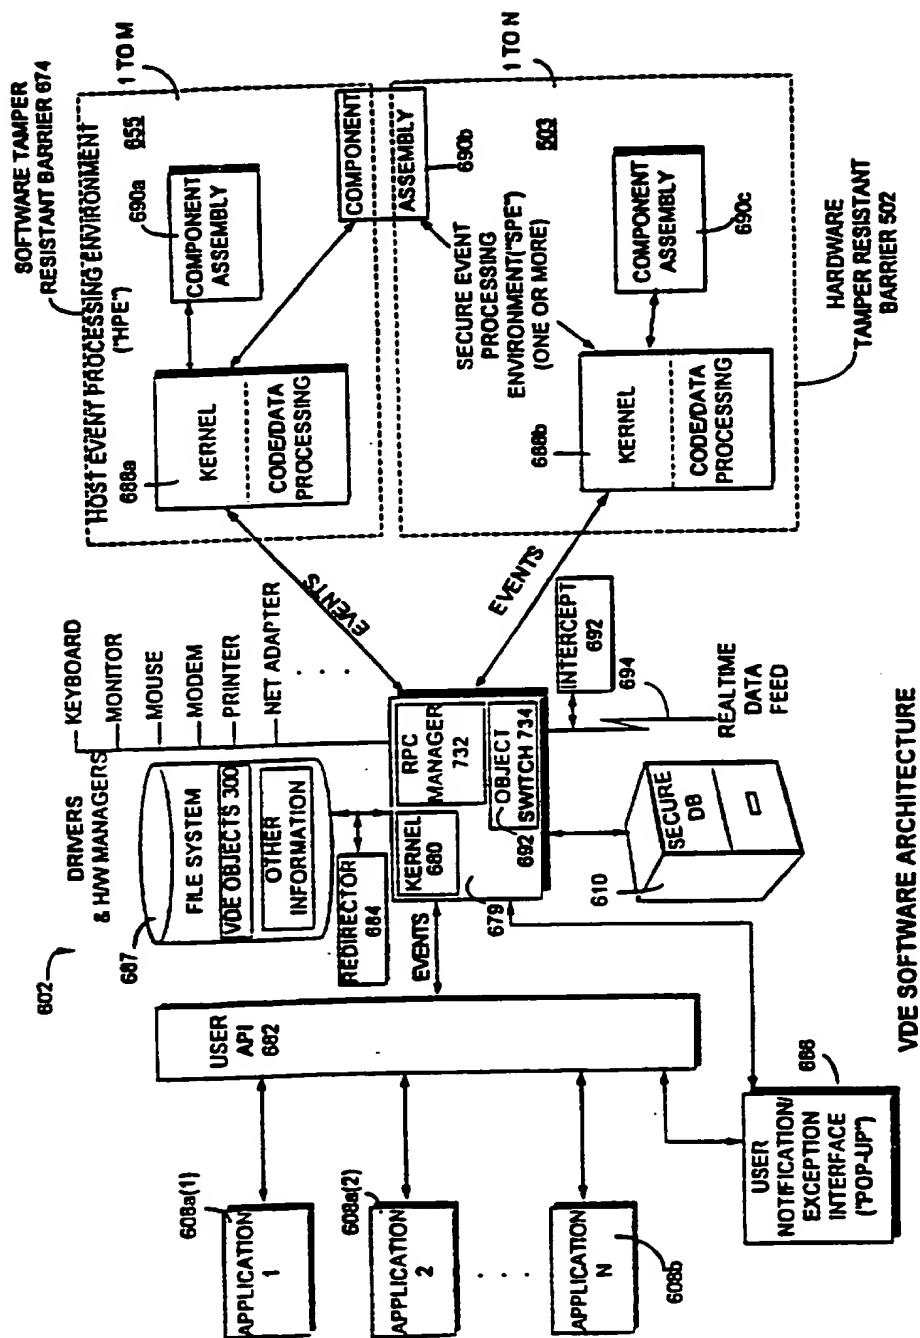 SOFTWARE TAMPER
RESISTANT BARRIER 674
HOST EVENT PROCESSING ENVIRONMENT
("HPE")
1 TO M
655
690a
COMPONENT
ASSEMBLY
688a
KERNEL
CODE/DATA
PROCESSING
COMPONENT
ASSEMBLY
690b
1 TO N
503
SECURE EVENT
PROCESSING
ENVIRONMENT("SPE")
(ONE OR MORE)
COMPONENT
ASSEMBLY
690c
688b
KERNEL
CODE/DATA
PROCESSING
HARDWARE
TAMPER RESISTANT
BARRIER 502
EVENTS
EVENTS
602
DRIVERS
& H/W MANAGERS
KEYBOARD
MONITOR
MOUSE
MODEM
PRINTER
NET ADAPTER
687
FILE SYSTEM
VDE OBJECTS 300
OTHER
INFORMATION
REDIRECTOR
684
RPC
MANAGER
732
KERNEL
680
OBJECT
SWITCH 734
692
679
INTERCEPT
692
694
REALTIME
DATA
FEED
610
SECURE
DB
EVENTS
USER
API
682
608a(1)
APPLICATION
1
608a(2)
APPLICATION
2
APPLICATION
N
608b
686
USER
NOTIFICATION/
EXCEPTION
INTERFACE
("POP-UP")
VDE SOFTWARE ARCHITECTURE